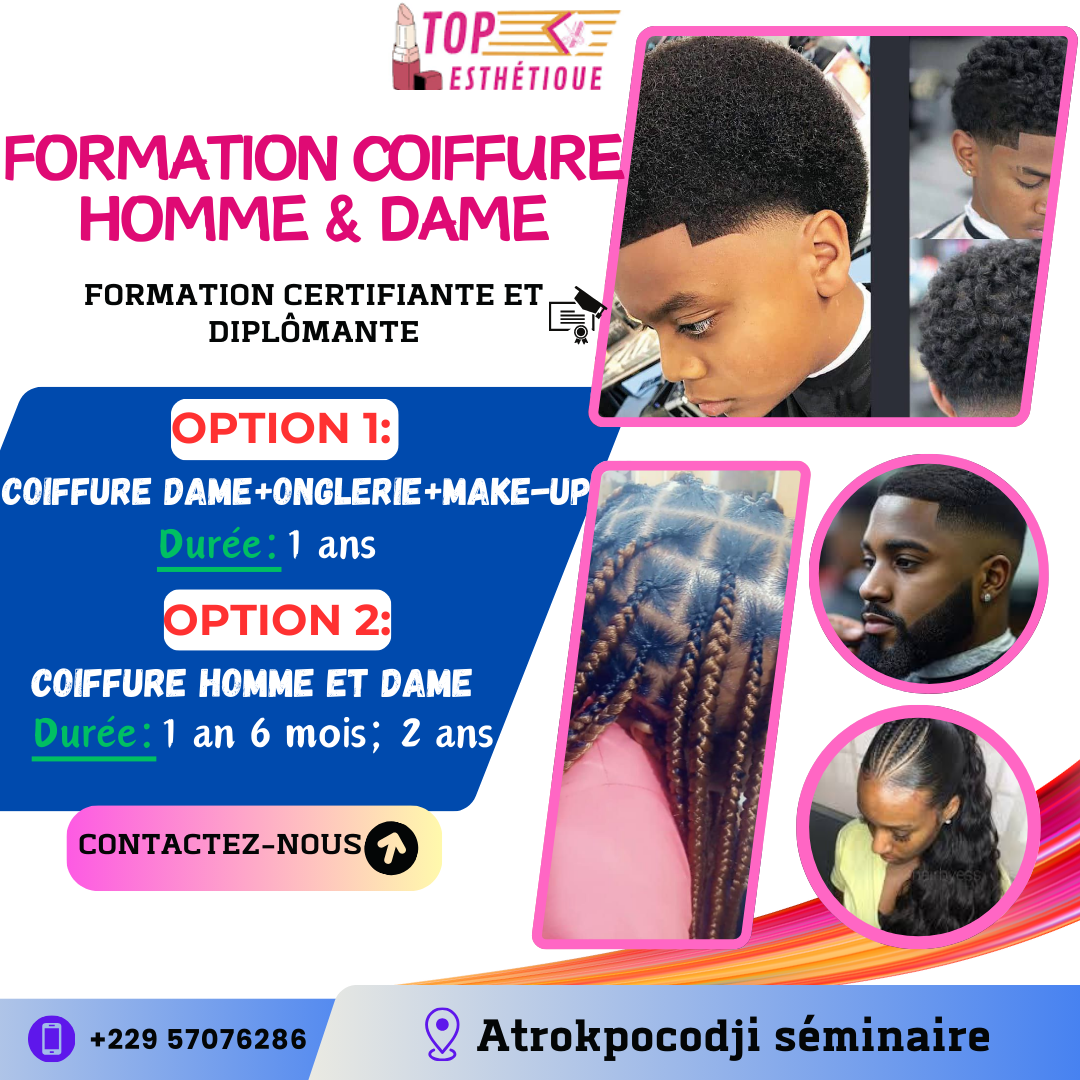 TOP
ESTHÉTIQUE
FORMATION COIFFURE
HOMME & DAME
FORMATION CERTIFIANTE ET
DIPLÔMANTE
OPTION 1:
COIFFURE DAME+ONGLERIE+MAKE-UP
Durée: 1 ans
OPTION 2:
COIFFURE HOMME ET DAME
Durée: 1 an 6 mois; 2 ans
CONTACTEZ-NOUS
+229 57076286
Atrokpocodji séminaire